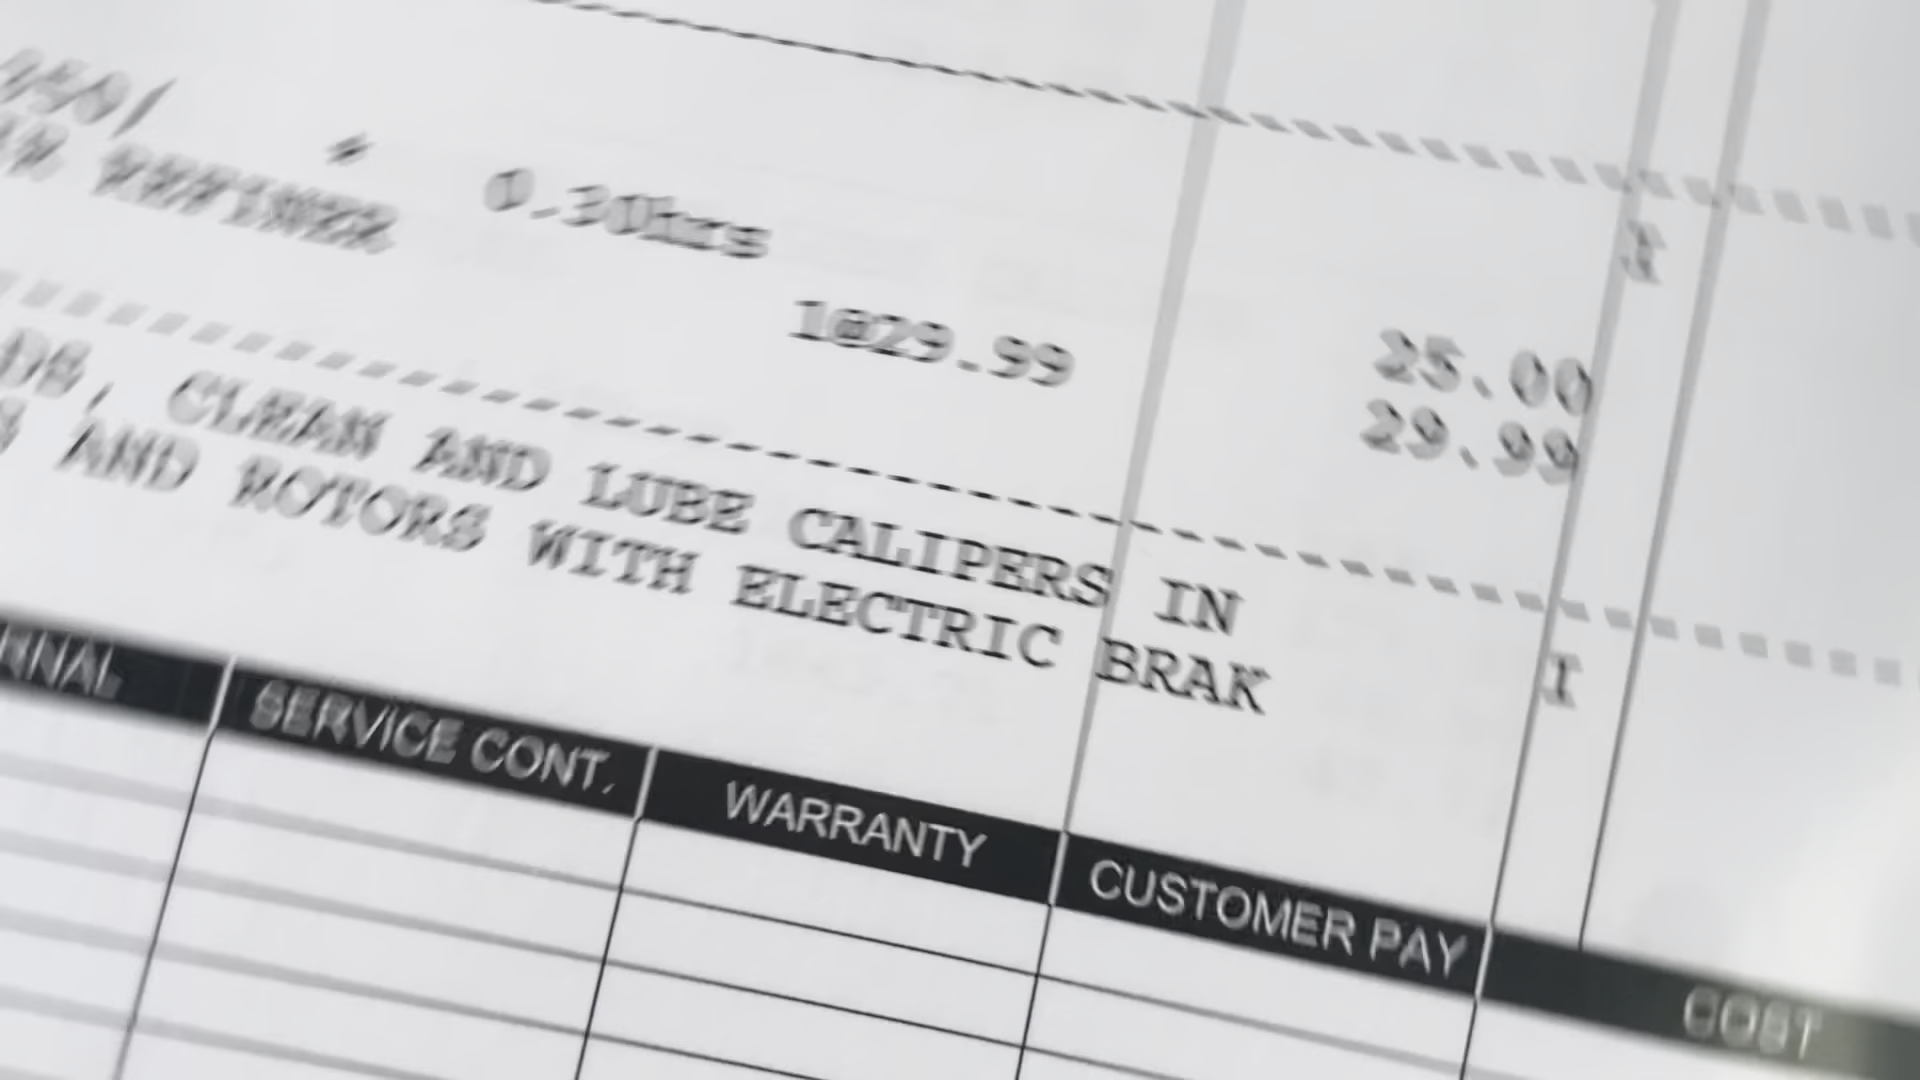 I
0.30hrs 25.00
1@29.99 29.99
CLEAN AND LUBE CALIPERS IN I
AND ROTORS WITH ELECTRIC BRAK
SERVICE CONT. WARRANTY CUSTOMER PAY COST